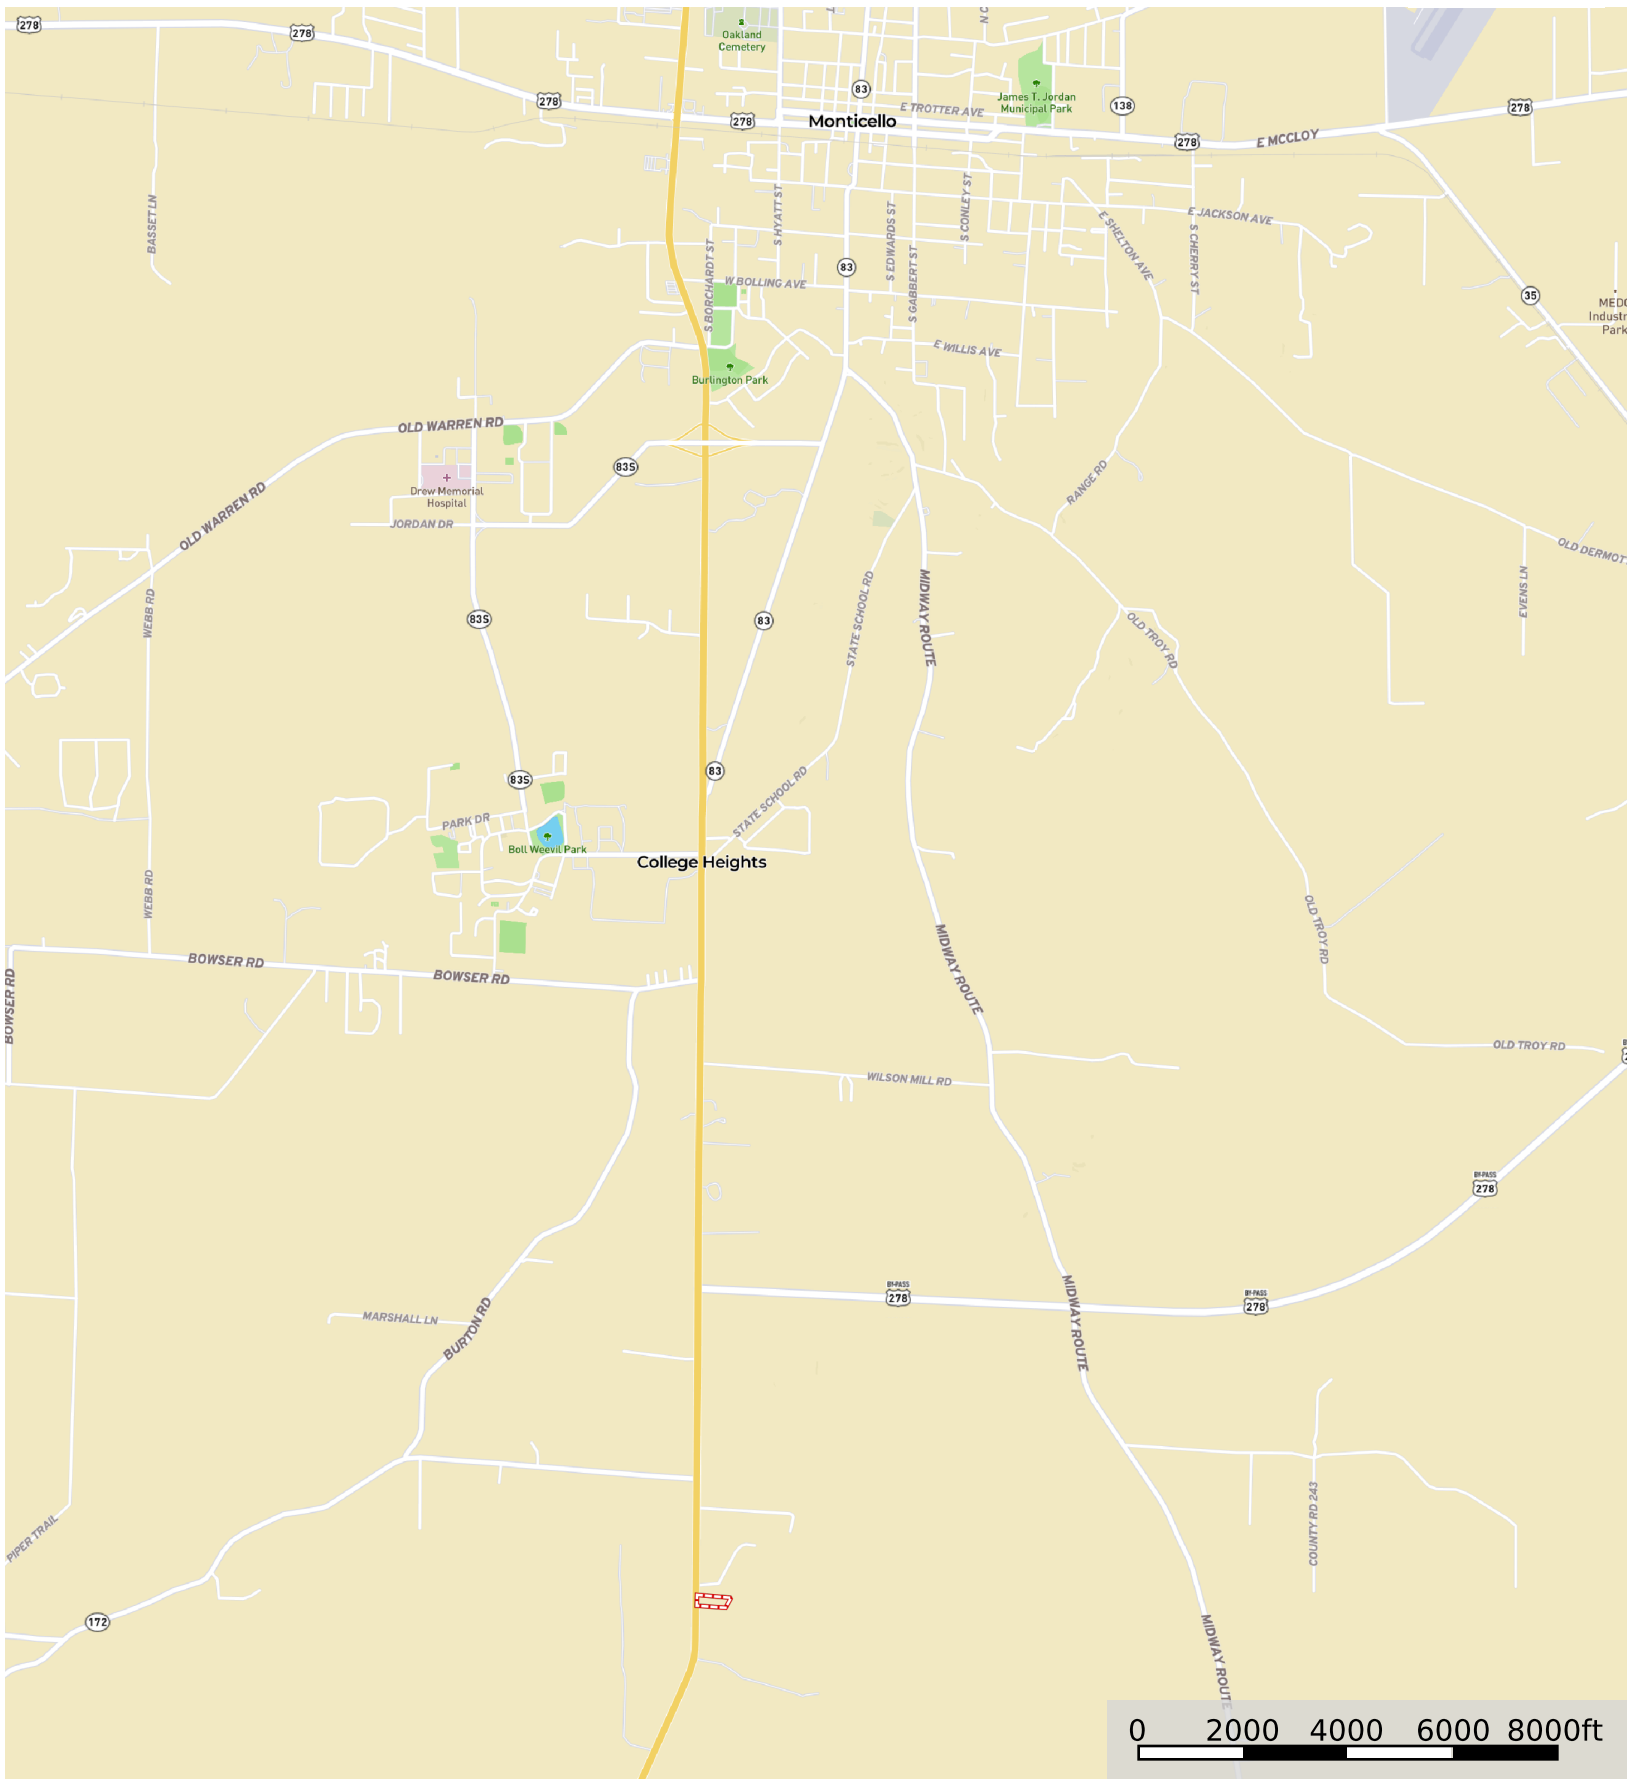 278
278
278
278
278
278
Oakland
Cemetery
83
E TROTTER AVE
Monticello
James T. Jordan
Municipal Park
138
E MCCLOY
BASSET LN
S HYATT ST
S BORCHARDT ST
S EDWARDS ST
S GABBERT ST
S CONLEY ST
E JACKSON AVE
E SHELTON AVE
S CHERRY ST
83
W BOLLING AVE
35
E WILLIS AVE
Burlington Park
OLD WARREN RD
OLD WARREN RD
83S
Drew Memorial
Hospital
JORDAN DR
RANGE RD
OLD DERMOT
EVENS LN
WEBB RD
83S
83
STATE SCHOOL RD
MIDWAY ROUTE
OLD TROY RD
83S
83
STATE SCHOOL RD
PARK DR
Boll Weevil Park
College Heights
WEBB RD
OLD TROY RD
MIDWAY ROUTE
BOWSER RD
BOWSER RD
BOWSER RD
OLD TROY RD
WILSON MILL RD
BY-PASS
278
BY-PASS
278
BY-PASS
278
MARSHALL LN
BURTON RD
MIDWAY ROUTE
COUNTY RD 243
PIPER TRAIL
172
MIDWAY ROUTE
0 2000 4000 6000 8000ft